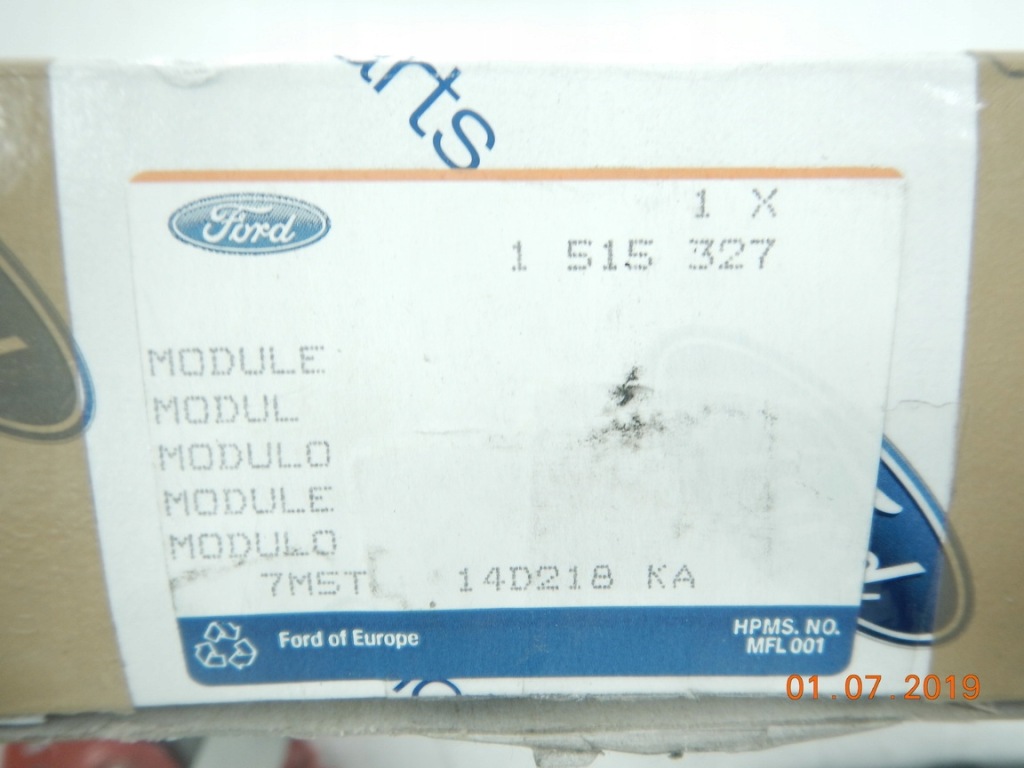 arts
Ford
1 X
1 515 327
MODULE
MODUL
MODULO
MODULE
MODULO
7M5T 14D218 KA
Ford of Europe
HPMS. NO.
MFL 001
01.07.2019